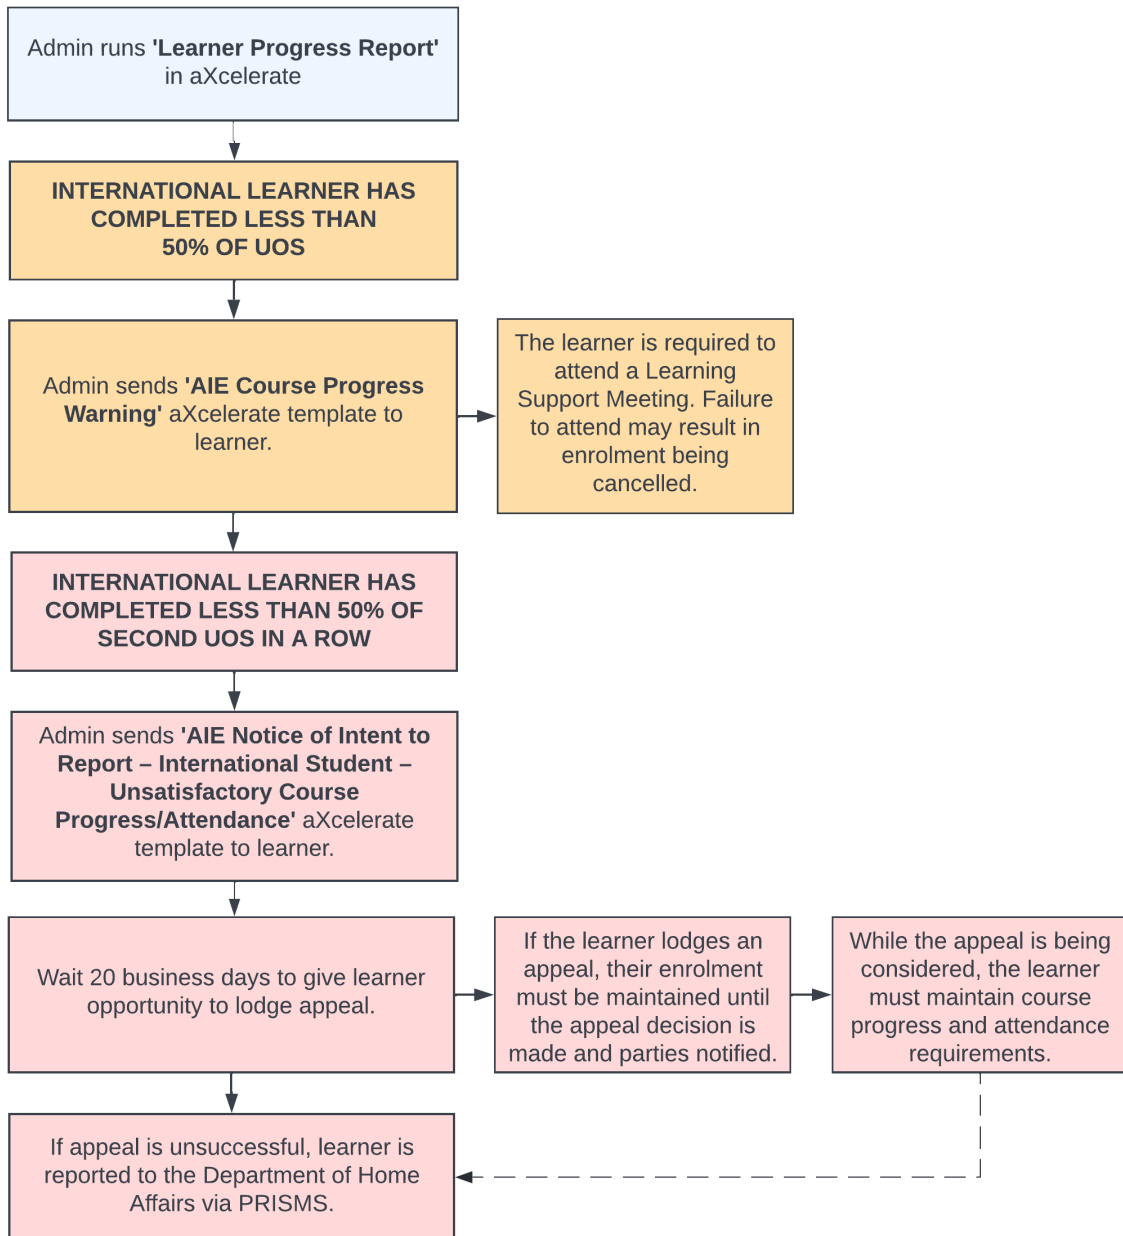 Admin runs 'Learner Progress Report'
in aXcelerate
INTERNATIONAL LEARNER HAS
COMPLETED LESS THAN
50% OF UOS
Admin sends 'AIE Course Progress
Warning' aXcelerate template to
learner.
The learner is required to
attend a Learning
Support Meeting. Failure
to attend may result in
enrolment being
cancelled.
INTERNATIONAL LEARNER HAS
COMPLETED LESS THAN 50% OF
SECOND UOS IN A ROW
Admin sends 'AIE Notice of Intent to
Report – International Student –
Unsatisfactory Course
Progress/Attendance' aXcelerate
template to learner.
Wait 20 business days to give learner
opportunity to lodge appeal.
If the learner lodges an
appeal, their enrolment
must be maintained until
the appeal decision is
made and parties notified.
While the appeal is being
considered, the learner
must maintain course
progress and attendance
requirements.
If appeal is unsuccessful, learner is
reported to the Department of Home
Affairs via PRISMS.